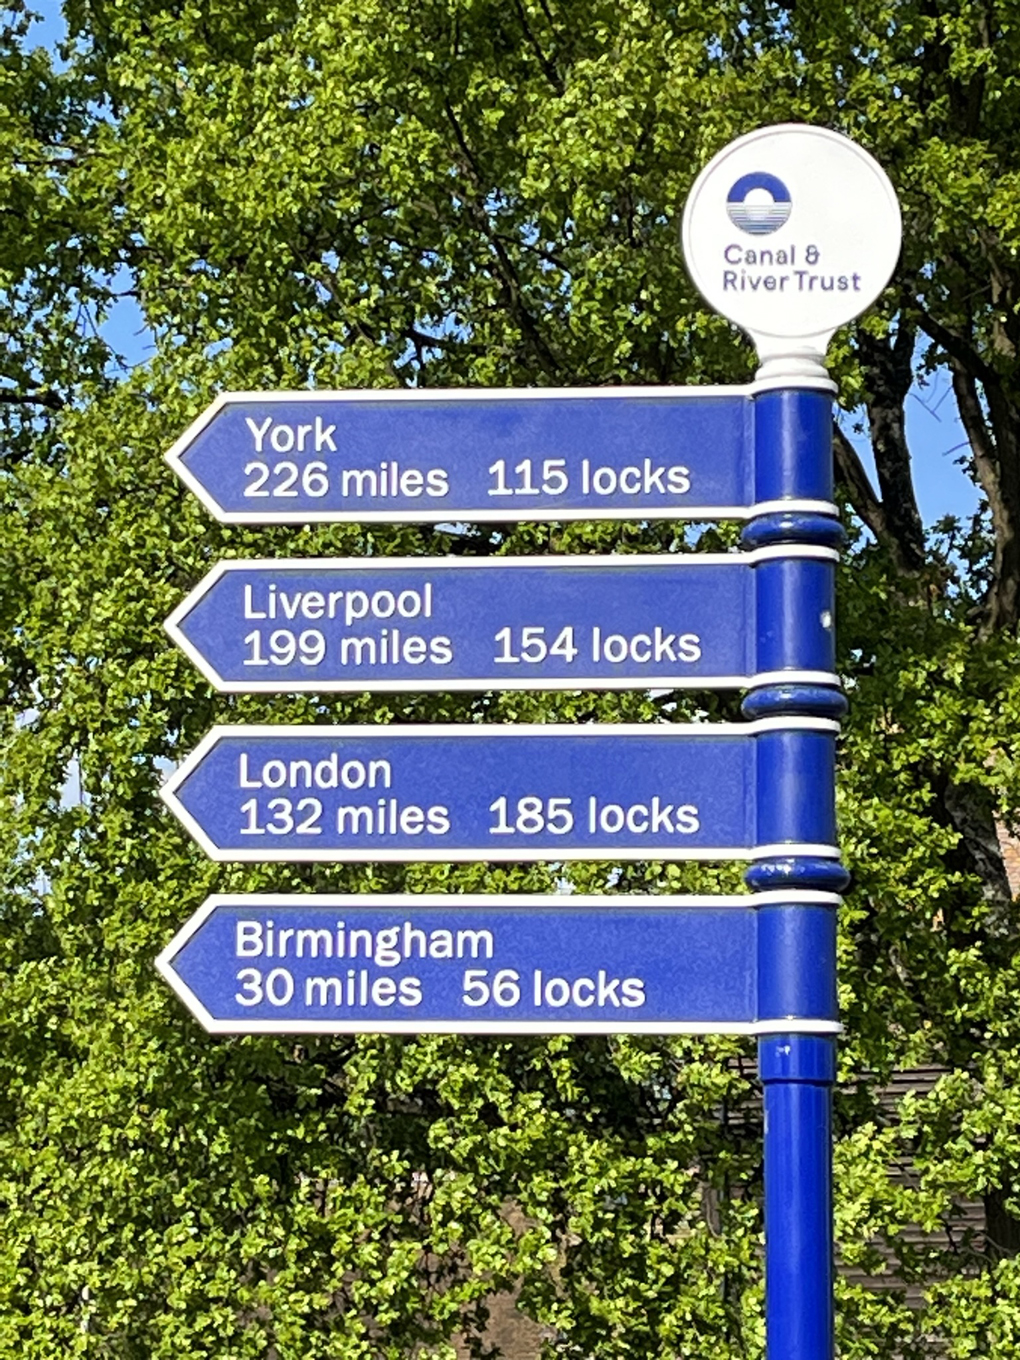 Canal &
River Trust
York
226 miles 115 locks
Liverpool
199 miles 154 locks
London
132 miles 185 locks
Birmingham
30 miles 56 locks